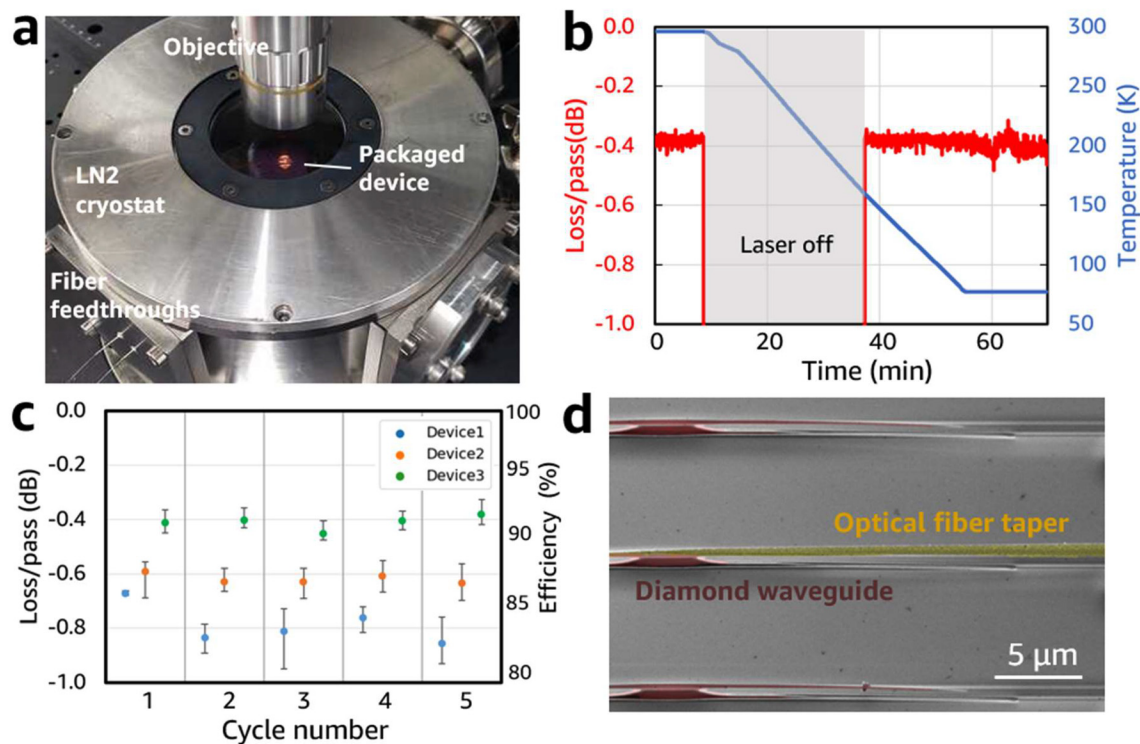 a
Objective
Packaged
device
LN2
cryostat
Fiber
feedthroughs
b
Loss/pass(dB)
0.0
-0.2
-0.4
-0.6
-0.8
-1.0
Laser off
300
250
200
150
100
50
Temperature (K)
0 20 40 60
Time (min)
c
Loss/pass (dB)
0.0
-0.2
-0.4
-0.6
-0.8
-1.0
Device1
Device2
Device3
100
95
90
85
80
Efficiency (%)
1 2 3 4 5
Cycle number
d
Optical fiber taper
Diamond waveguide
5 μm